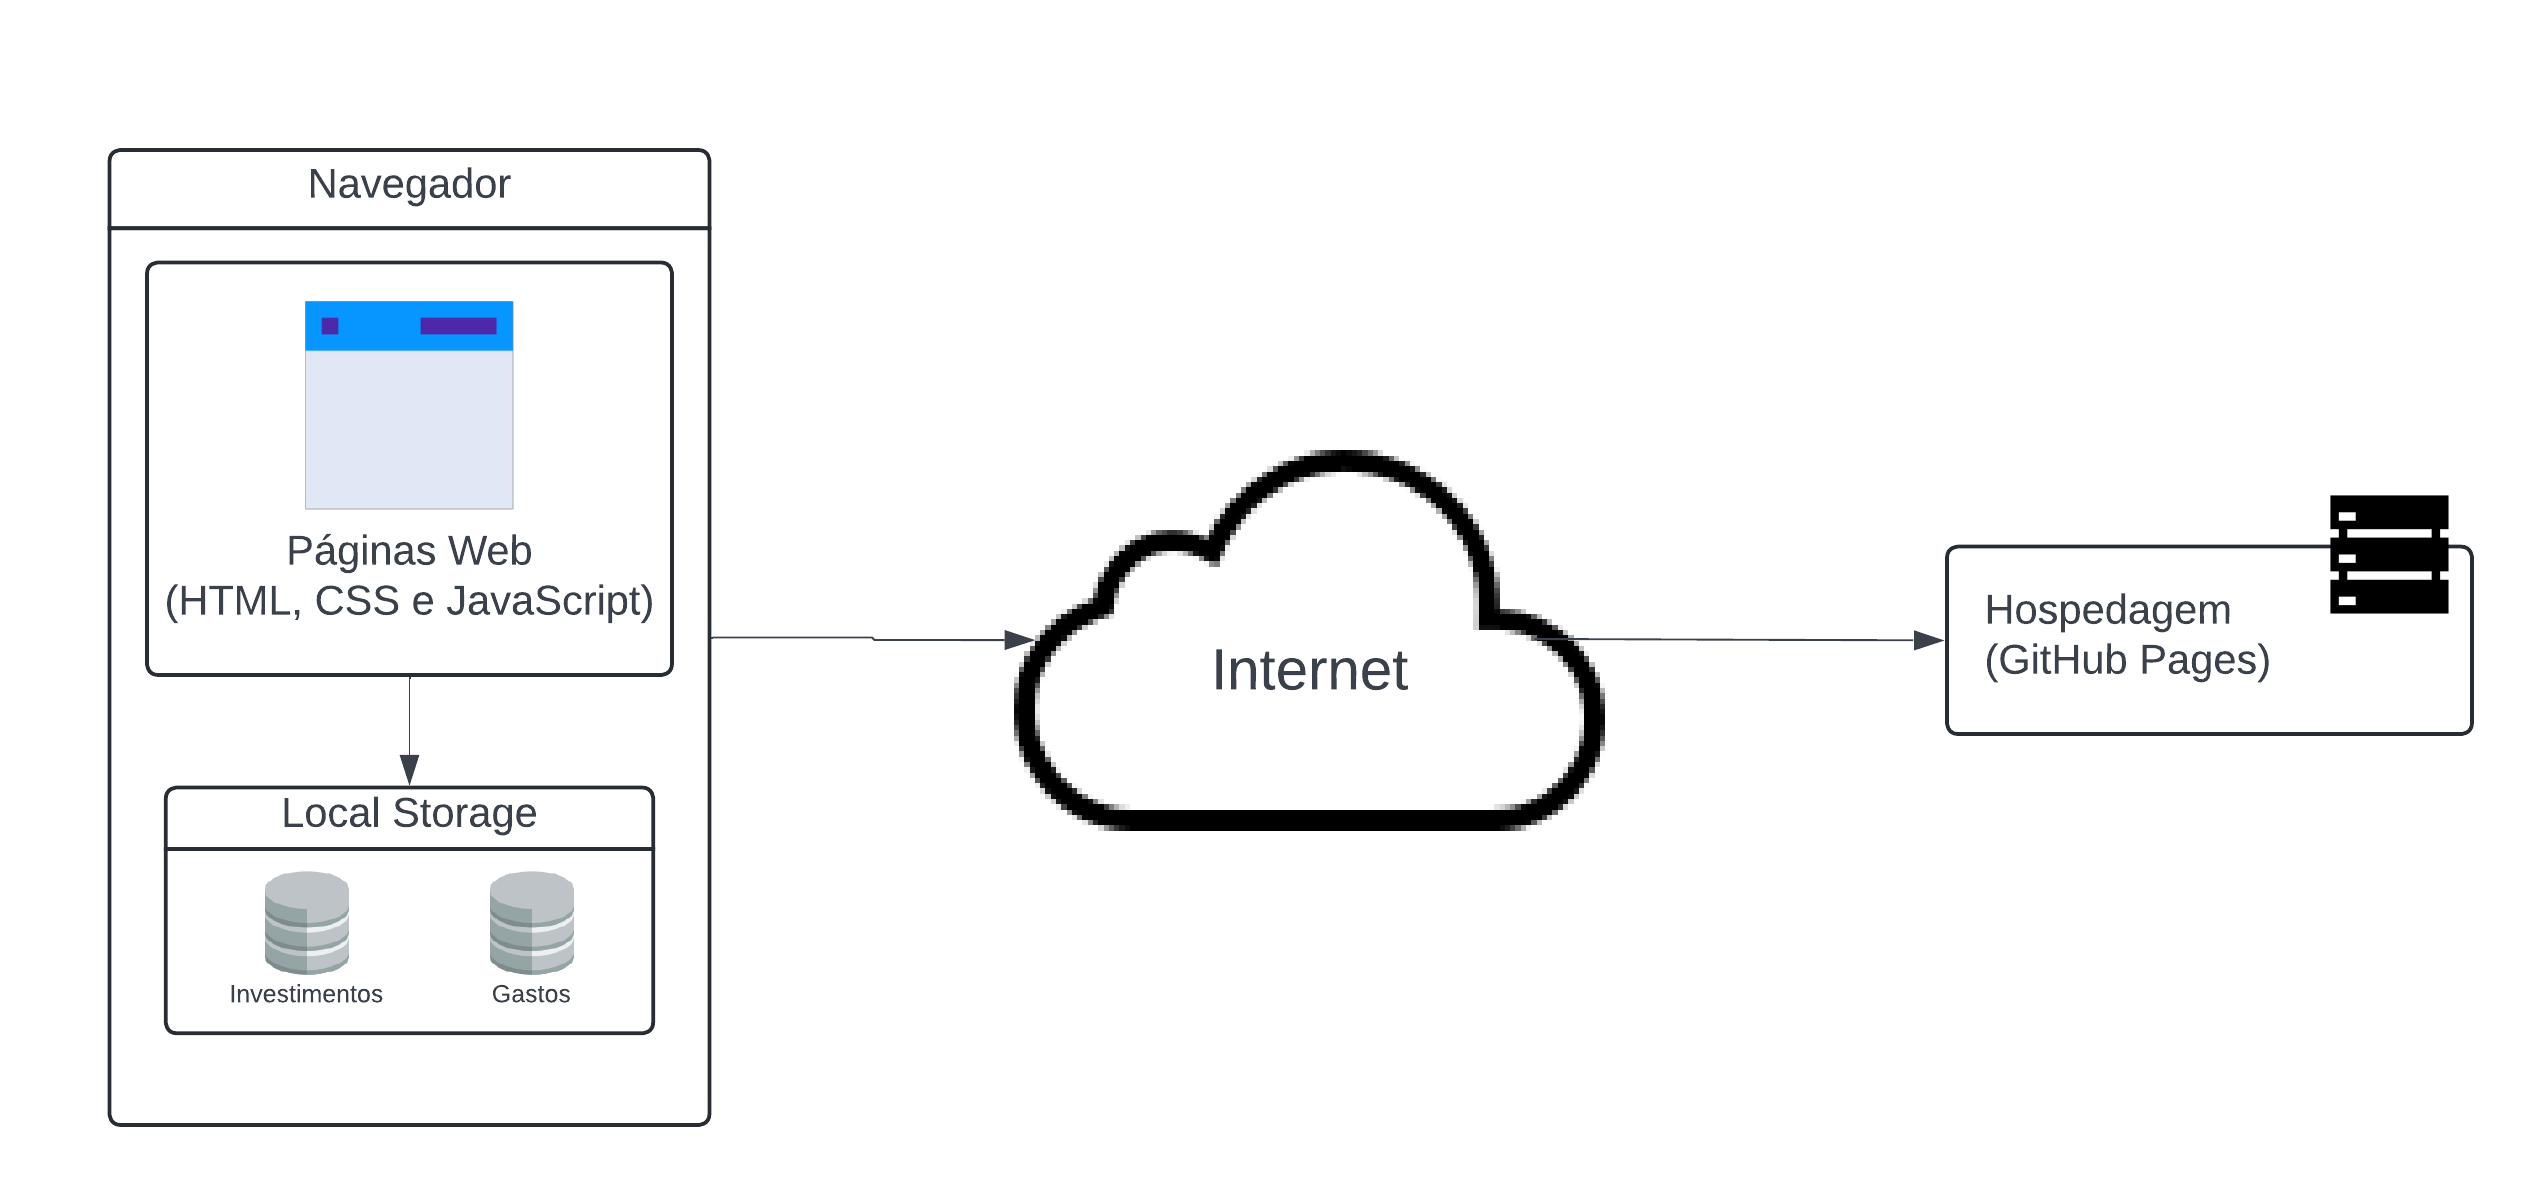 Navegador
Páginas Web
(HTML, CSS e JavaScript)
Local Storage
Investimentos
Gastos
Internet
Hospedagem
(GitHub Pages)